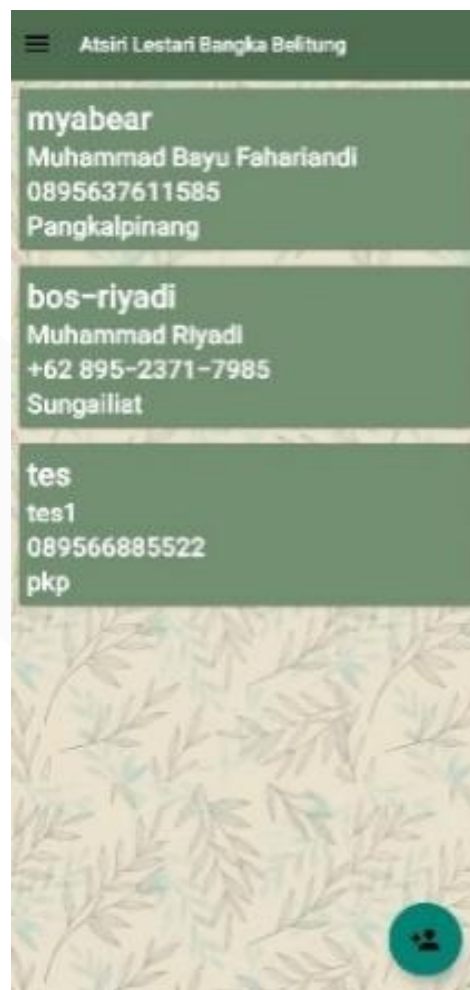 Atsiri Lestari Bangka Belitung
myabear
Muhammad Bayu Fahariandi
0895637611585
Pangkalpinang
bos-riyadi
Muhammad Riyadi
+62 895-2371-7985
Sungailiat
tes
tes1
089566885522
pkp